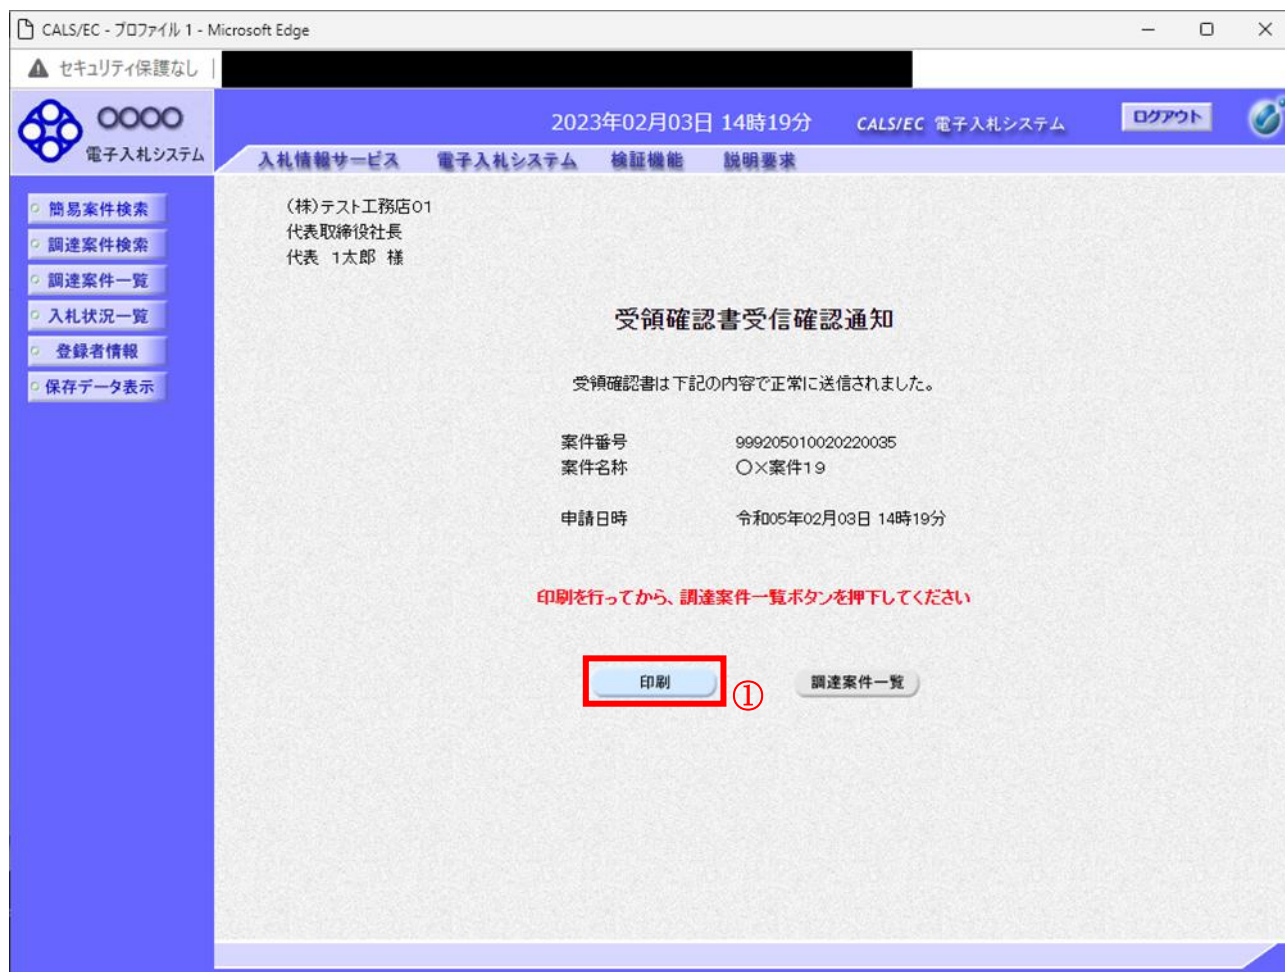 CALS/EC - プロファイル 1 - Microsoft Edge
セキュリティ保護なし
○○○○
電子入札システム
2023年02月03日 14時19分
CALS/EC 電子入札システム
ログアウト
入札情報サービス 電子入札システム 検証機能 説明要求
簡易案件検索
調達案件検索
調達案件一覧
入札状況一覧
登録者情報
保存データ表示
(株)テスト工務店01
代表取締役社長
代表 1太郎 様
受領確認書受信確認通知
受領確認書は下記の内容で正常に送信されました。
案件番号 999205010020220035
案件名称 ○×案件19
申請日時 令和05年02月03日 14時19分
印刷を行ってから、調達案件一覧ボタンを押下してください
印刷 ① 調達案件一覧